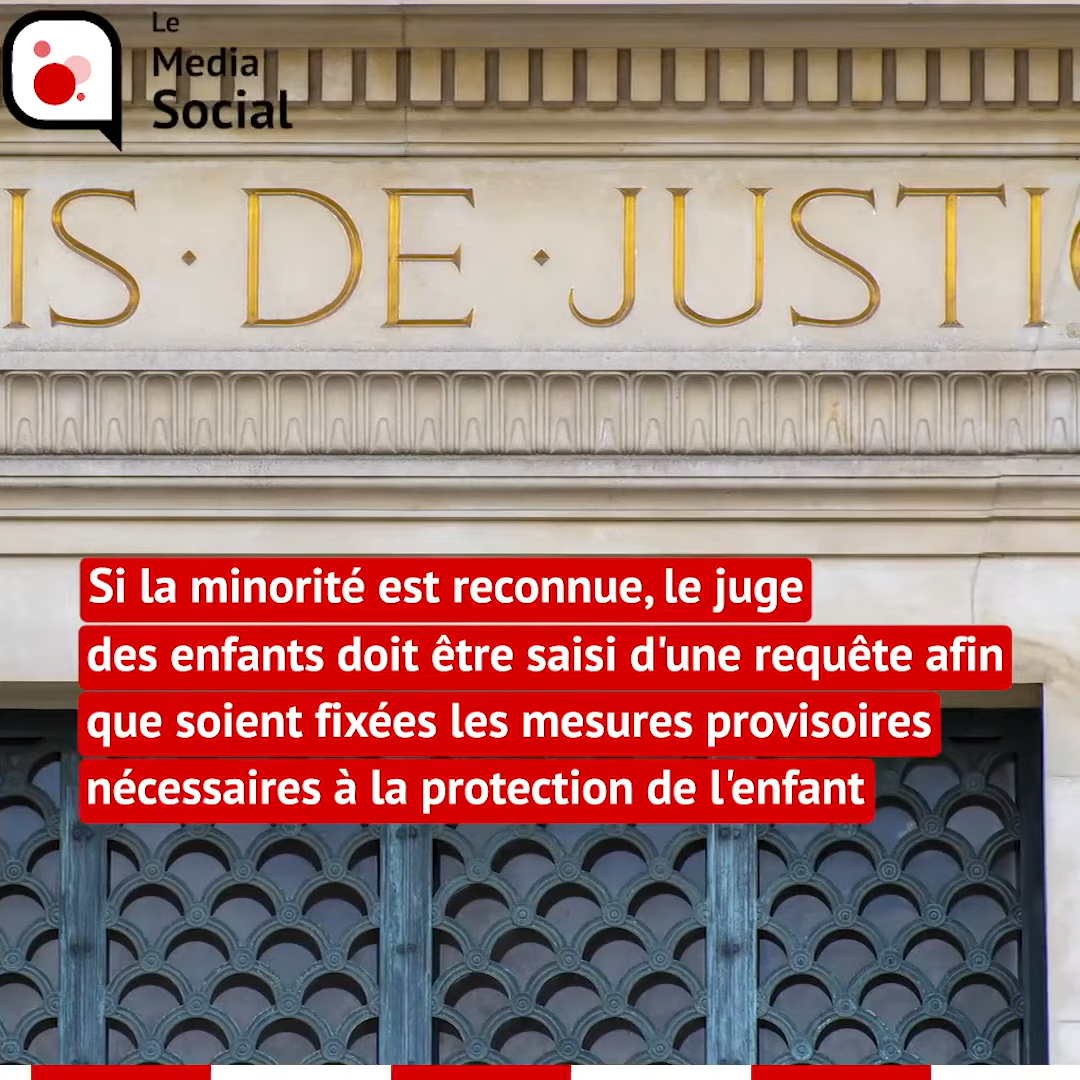 Le
Media
Social
IS · DE · JUSTI
Si la minorité est reconnue, le juge
des enfants doit être saisi d'une requête afin
que soient fixées les mesures provisoires
nécessaires à la protection de l'enfant